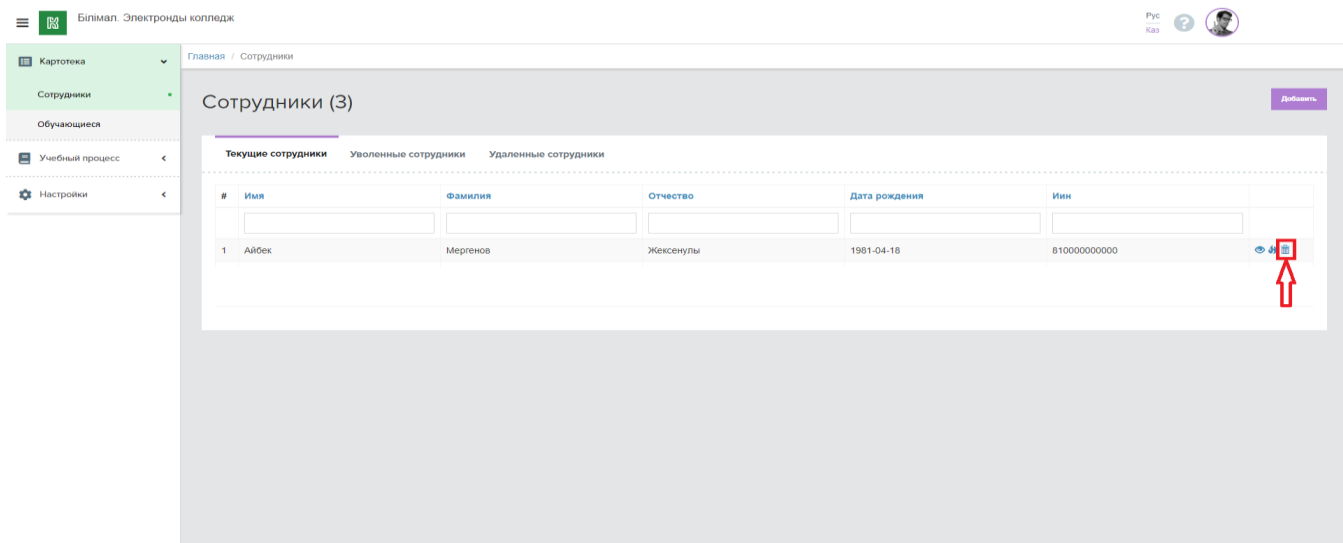 Білімал. Электронды колледж
Рус
Каз
?
Картотека
Сотрудники
Обучающиеся
Учебный процесс
Настройки
Главная / Сотрудники
Сотрудники (3)
Добавить
Текущие сотрудники Уволенные сотрудники Удаленные сотрудники
# Имя Фамилия Отчество Дата рождения Иин
1 Айбек Мергенов Жексенулы 1981-04-18 810000000000